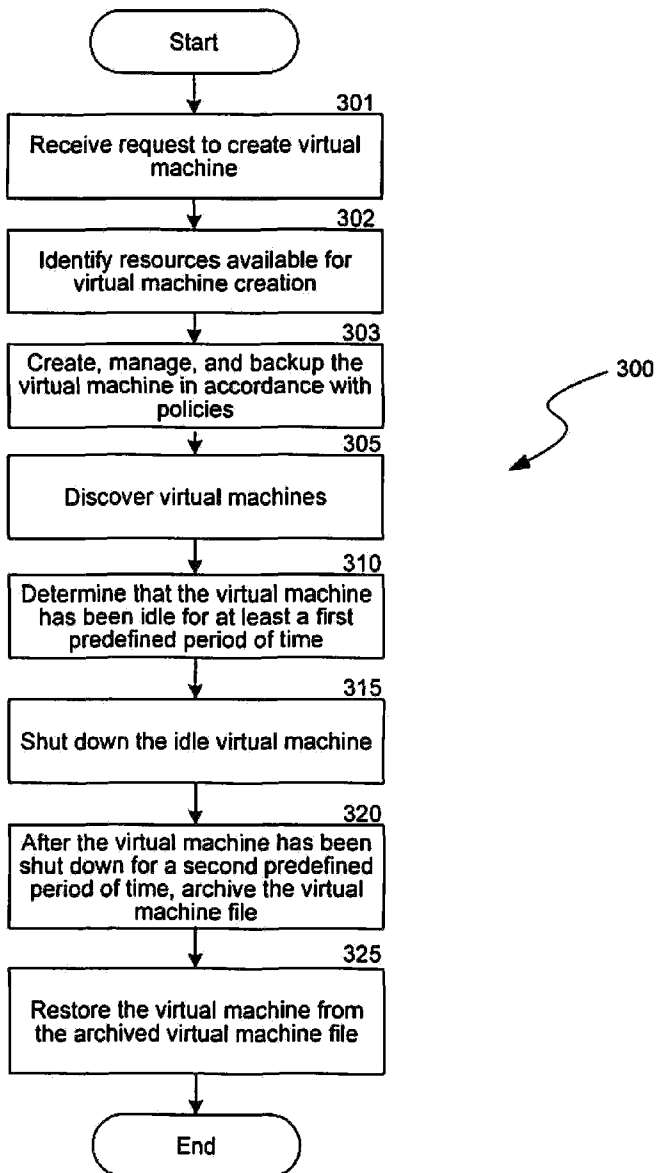 Start
301
Receive request to create virtual
machine
302
Identify resources available for
virtual machine creation
303
Create, manage, and backup the
virtual machine in accordance with
policies
300
305
Discover virtual machines
310
Determine that the virtual machine
has been idle for at least a first
predefined period of time
315
Shut down the idle virtual machine
320
After the virtual machine has been
shut down for a second predefined
period of time, archive the virtual
machine file
325
Restore the virtual machine from
the archived virtual machine file
End